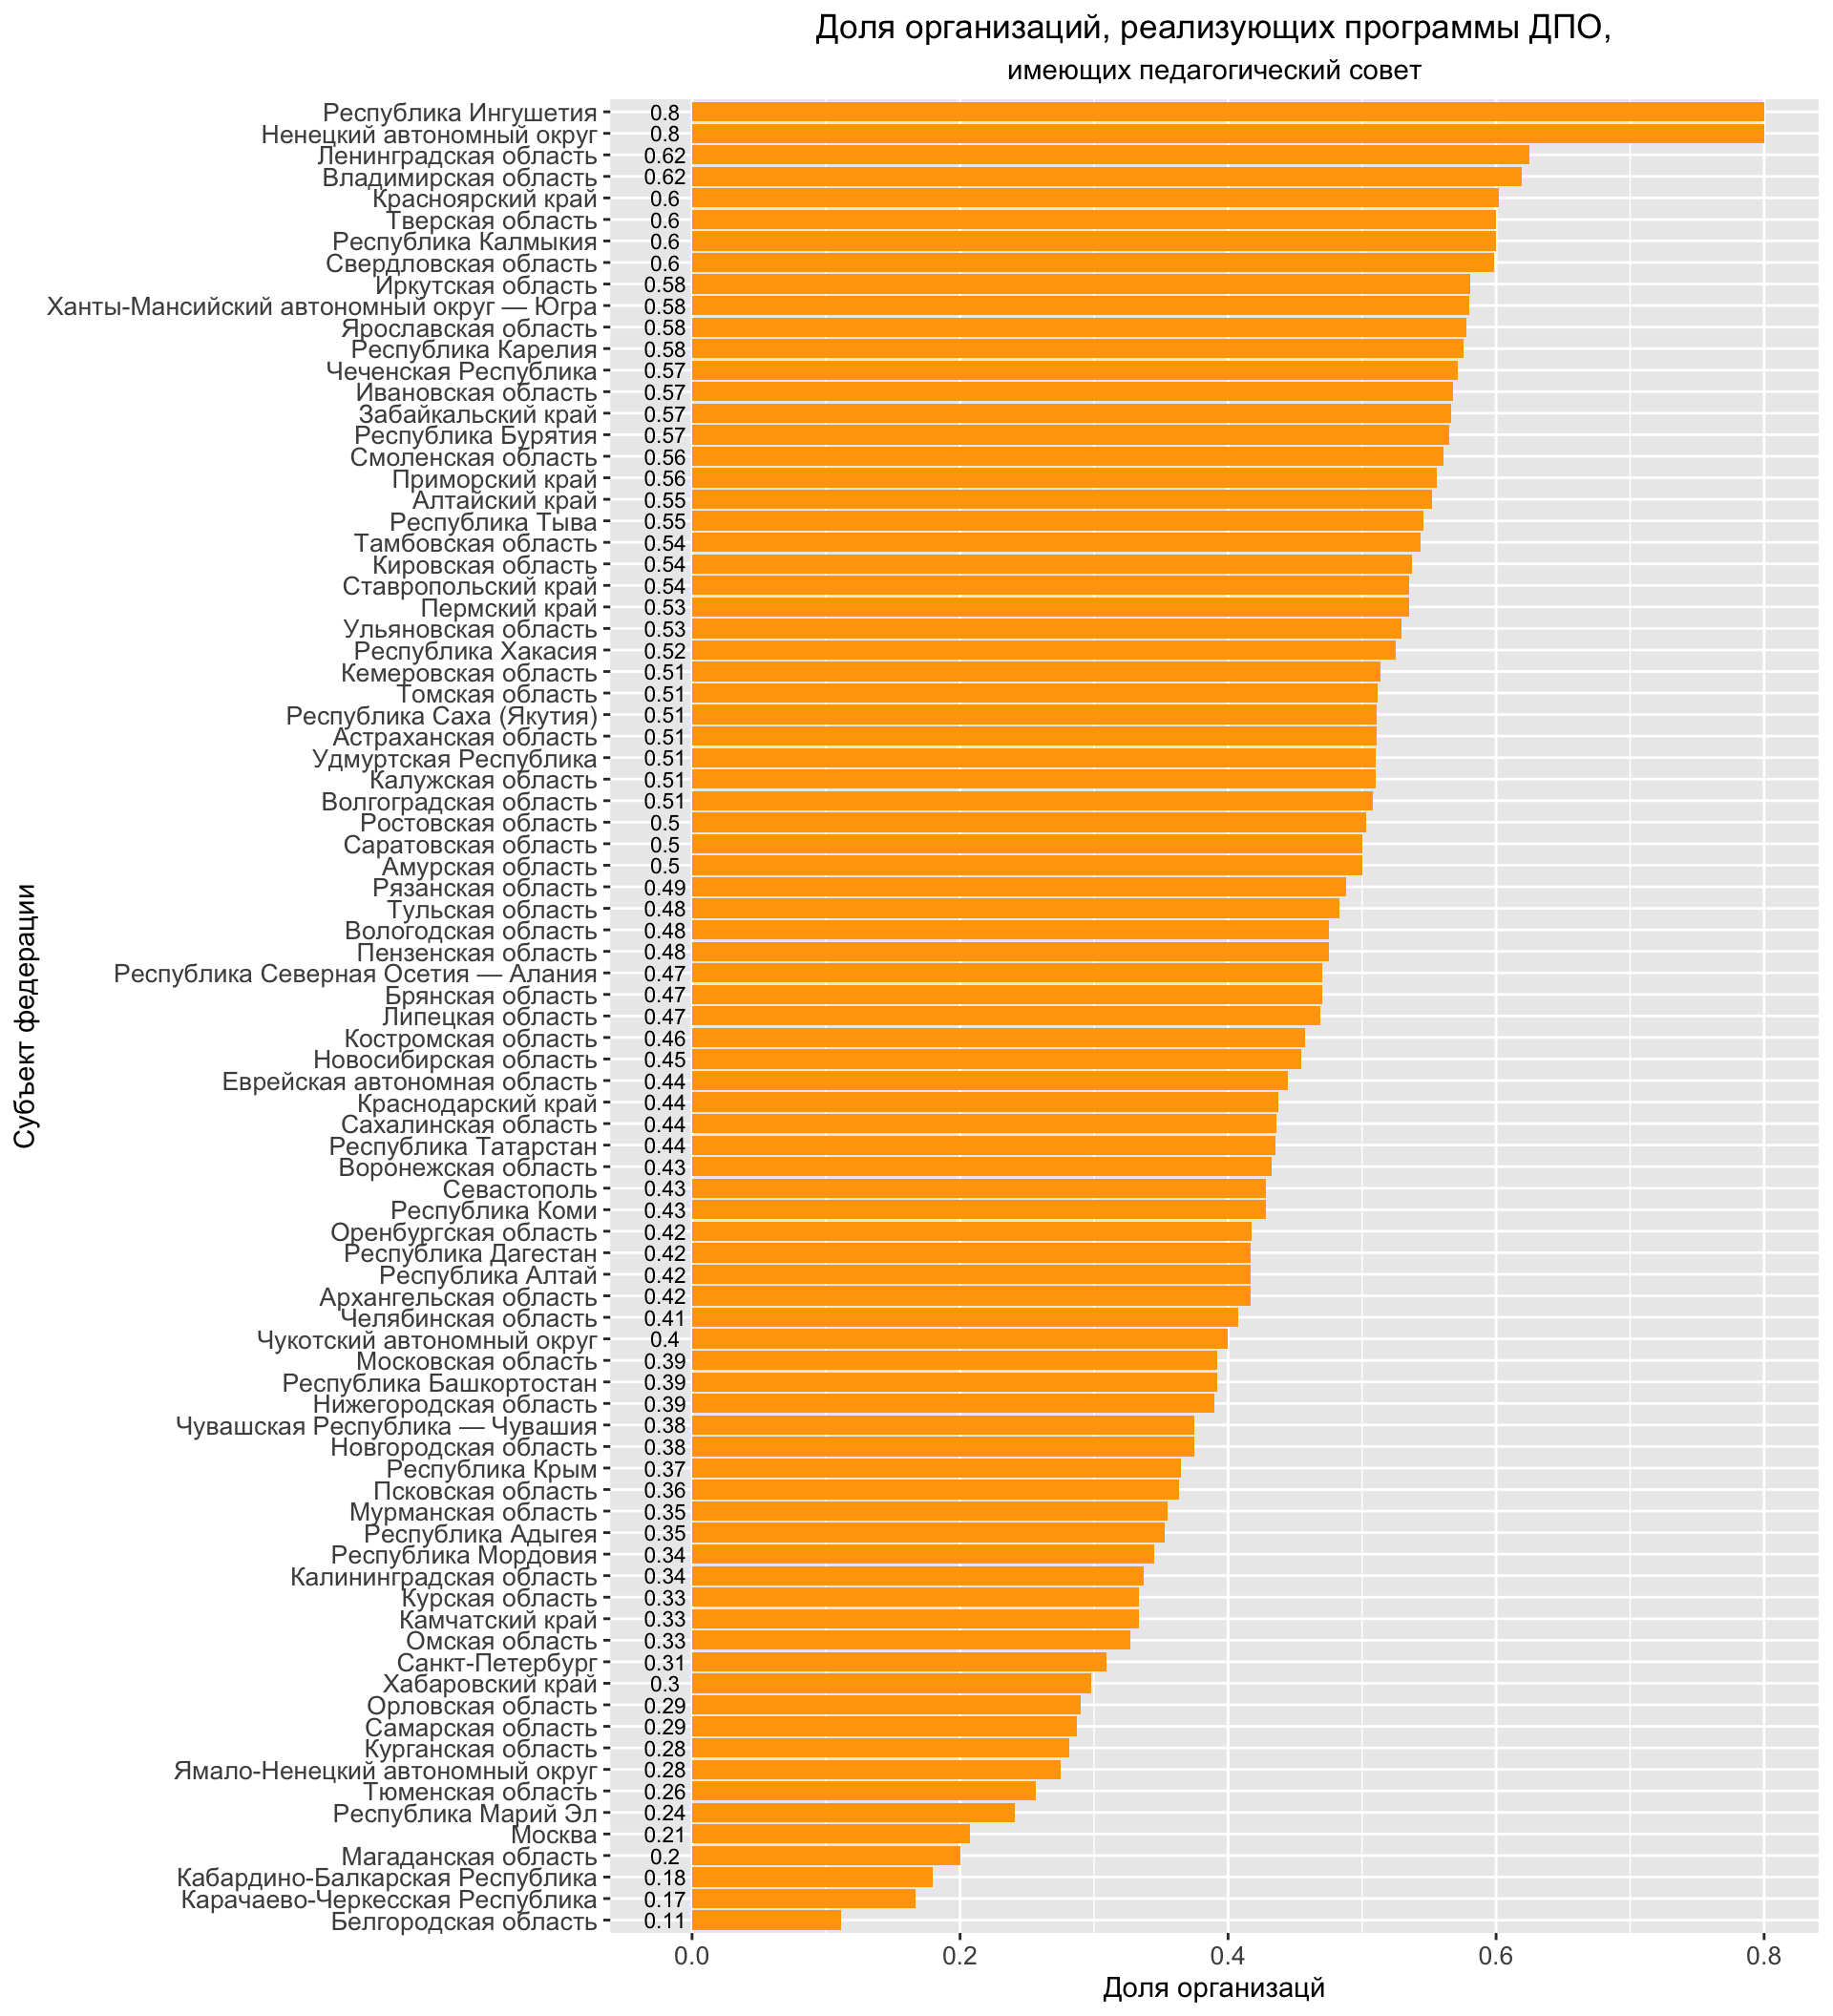 Доля организаций, реализующих программы ДПО,
имеющих педагогический совет
Субъект федерации
Республика Ингушетия 0.8
Ненецкий автономный округ 0.8
Ленинградская область 0.62
Владимирская область 0.62
Красноярский край 0.6
Тверская область 0.6
Республика Калмыкия 0.6
Свердловская область 0.6
Иркутская область 0.58
Ханты-Мансийский автономный округ — Югра 0.58
Ярославская область 0.58
Республика Карелия 0.58
Чеченская Республика 0.57
Ивановская область 0.57
Забайкальский край 0.57
Республика Бурятия 0.57
Смоленская область 0.56
Приморский край 0.56
Алтайский край 0.55
Республика Тыва 0.55
Тамбовская область 0.54
Кировская область 0.54
Ставропольский край 0.54
Пермский край 0.53
Ульяновская область 0.53
Республика Хакасия 0.52
Кемеровская область 0.51
Томская область 0.51
Республика Саха (Якутия) 0.51
Астраханская область 0.51
Удмуртская Республика 0.51
Калужская область 0.51
Волгоградская область 0.51
Ростовская область 0.5
Саратовская область 0.5
Амурская область 0.5
Рязанская область 0.49
Тульская область 0.48
Вологодская область 0.48
Пензенская область 0.48
Республика Северная Осетия — Алания 0.47
Брянская область 0.47
Липецкая область 0.47
Костромская область 0.46
Новосибирская область 0.45
Еврейская автономная область 0.44
Краснодарский край 0.44
Сахалинская область 0.44
Республика Татарстан 0.44
Воронежская область 0.43
Севастополь 0.43
Республика Коми 0.43
Оренбургская область 0.42
Республика Дагестан 0.42
Республика Алтай 0.42
Архангельская область 0.42
Челябинская область 0.41
Чукотский автономный округ 0.4
Московская область 0.39
Республика Башкортостан 0.39
Нижегородская область 0.39
Чувашская Республика — Чувашия 0.38
Новгородская область 0.38
Республика Крым 0.37
Псковская область 0.36
Мурманская область 0.35
Республика Адыгея 0.35
Республика Мордовия 0.34
Калининградская область 0.34
Курская область 0.33
Камчатский край 0.33
Омская область 0.33
Санкт-Петербург 0.31
Хабаровский край 0.3
Орловская область 0.29
Самарская область 0.29
Курганская область 0.28
Ямало-Ненецкий автономный округ 0.28
Тюменская область 0.26
Республика Марий Эл 0.24
Москва 0.21
Магаданская область 0.2
Кабардино-Балкарская Республика 0.18
Карачаево-Черкесская Республика 0.17
Белгородская область 0.11
0.0 0.2 0.4 0.6 0.8
Доля организацй